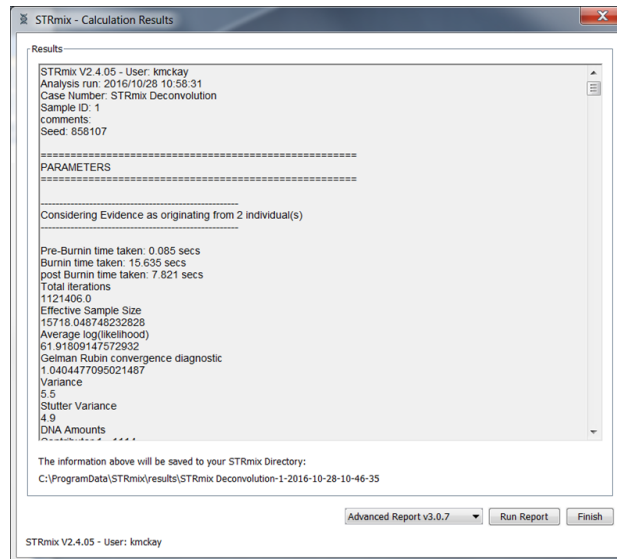 STRmix - Calculation Results
Results
STRmix V2.4.05 - User: kmckay
Analysis run: 2016/10/28 10:58:31
Case Number: STRmix Deconvolution
Sample ID: 1
comments:
Seed: 858107
=====================================================
PARAMETERS
=====================================================
-----------------------------------------------------
Considering Evidence as originating from 2 individual(s)
-----------------------------------------------------
Pre-Burnin time taken: 0.085 secs
Burnin time taken: 15.635 secs
post Burnin time taken: 7.821 secs
Total iterations
1121406.0
Effective Sample Size
15718.048748232828
Average log(likelihood)
61.91809147572932
Gelman Rubin convergence diagnostic
1.0404477095021487
Variance
5.5
Stutter Variance
4.9
DNA Amounts
The information above will be saved to your STRmix Directory:
C:\ProgramData\STRmix\results\STRmix Deconvolution-1-2016-10-28-10-46-35
Advanced Report v3.0.7
Run Report
Finish
STRmix V2.4.05 - User: kmckay